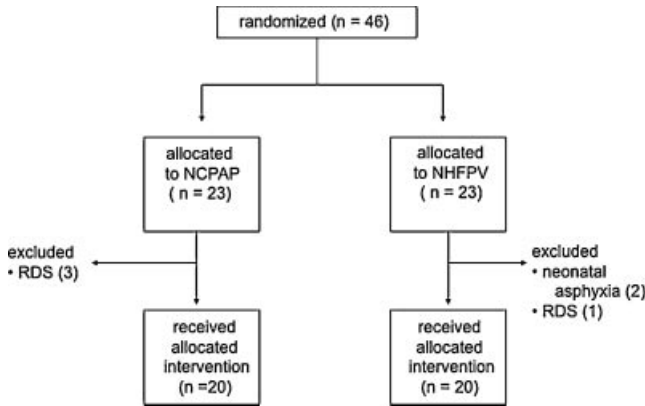 randomized (n = 46)
allocated
to NCPAP
( n = 23)
allocated
to NHFPV
( n = 23)
excluded
• RDS (3)
excluded
• neonatal
asphyxia (2)
• RDS (1)
received
allocated
intervention
(n =20)
received
allocated
intervention
(n = 20)